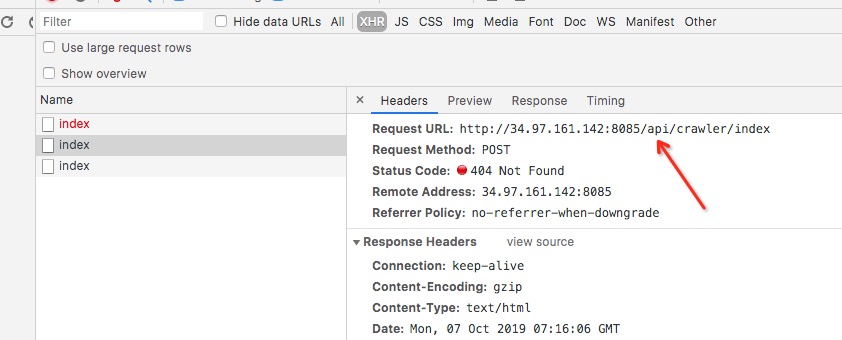 Filter
Hide data URLs All XHR JS CSS Img Media Font Doc WS Manifest Other
Use large request rows
Show overview
Name
index
index
index
× Headers Preview Response Timing
Request URL: http://34.97.161.142:8085/api/crawler/index
Request Method: POST
Status Code: 404 Not Found
Remote Address: 34.97.161.142:8085
Referrer Policy: no-referrer-when-downgrade
Response Headers view source
Connection: keep-alive
Content-Encoding: gzip
Content-Type: text/html
Date: Mon, 07 Oct 2019 07:16:06 GMT